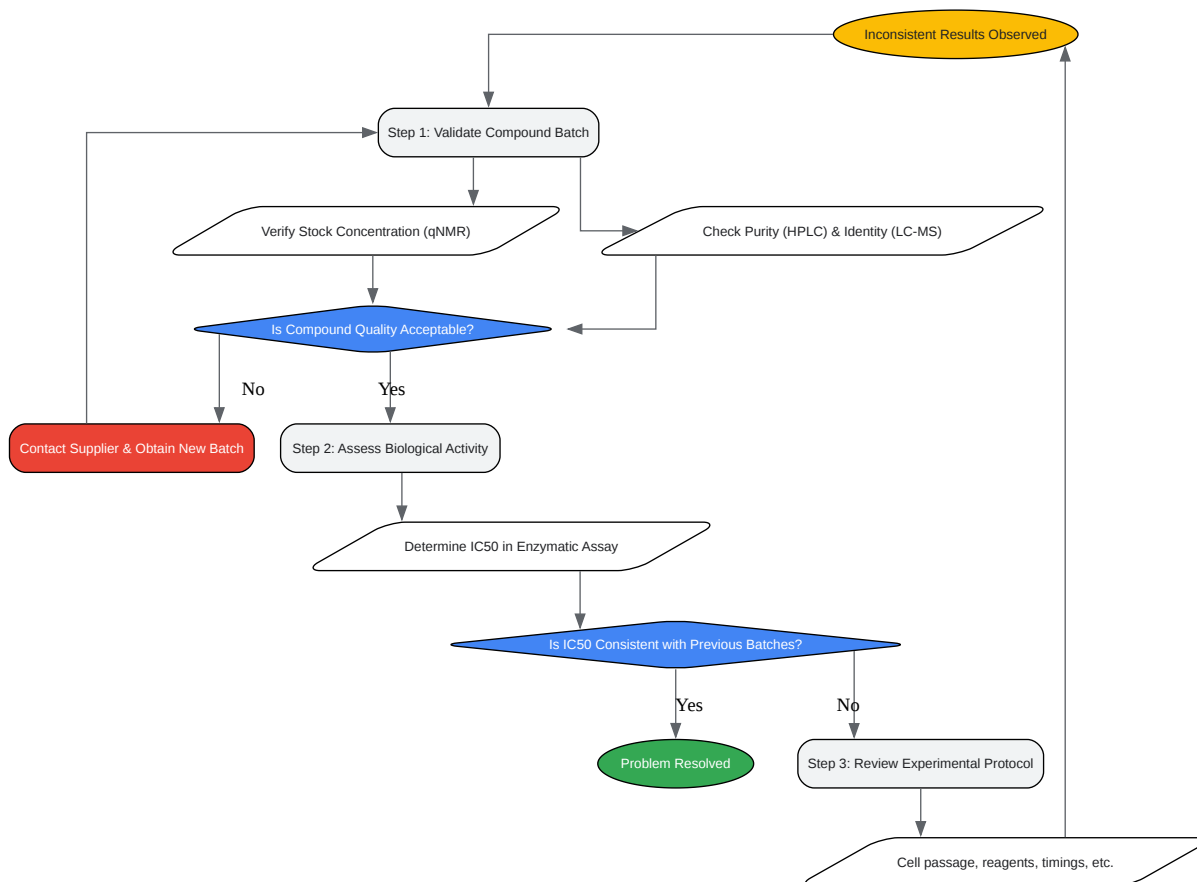 Inconsistent Results Observed
Step 1: Validate Compound Batch
Verify Stock Concentration (qNMR)
Check Purity (HPLC) & Identity (LC-MS)
Is Compound Quality Acceptable?
No
Yes
Contact Supplier & Obtain New Batch
Step 2: Assess Biological Activity
Determine IC50 in Enzymatic Assay
Is IC50 Consistent with Previous Batches?
Yes
No
Problem Resolved
Step 3: Review Experimental Protocol
Cell passage, reagents, timings, etc.